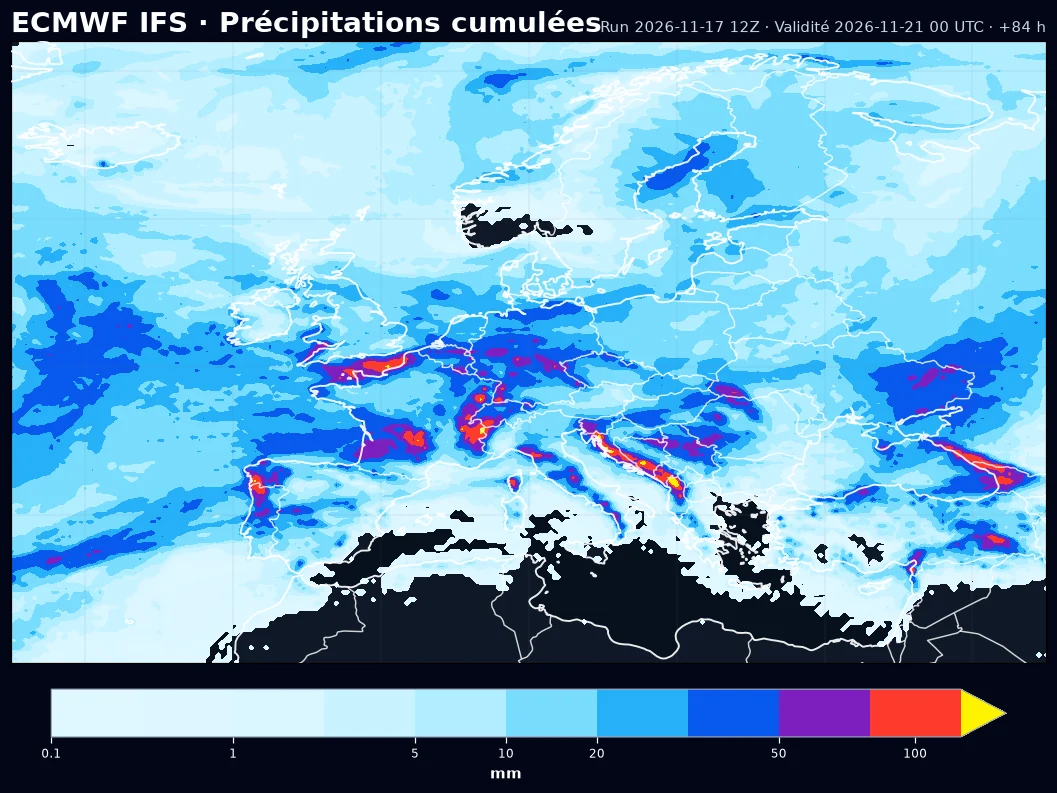 ECMWF IFS · Précipitations cumulées
Run 2026-11-17 12Z · Validité 2026-11-21 00 UTC · +84 h
0.1 1 5 10 20 50 100
mm